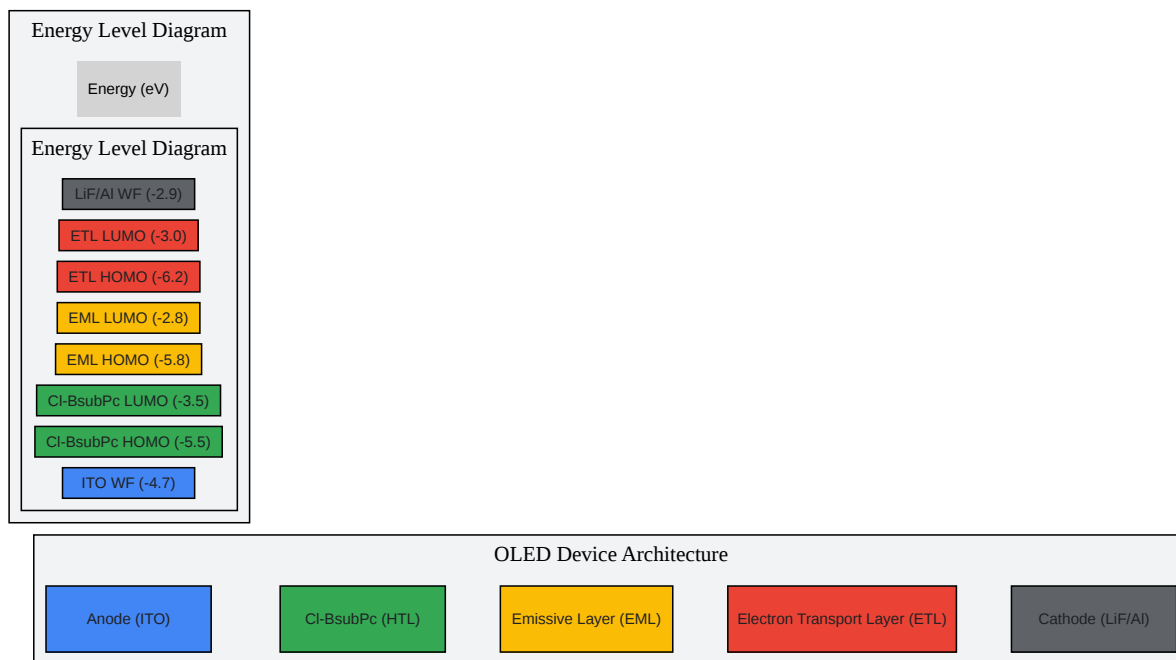 Energy Level Diagram
Energy (eV)
Energy Level Diagram
LiF/Al WF (-2.9)
ETL LUMO (-3.0)
ETL HOMO (-6.2)
EML LUMO (-2.8)
EML HOMO (-5.8)
Cl-BsubPc LUMO (-3.5)
Cl-BsubPc HOMO (-5.5)
ITO WF (-4.7)
OLED Device Architecture
Anode (ITO)
Cl-BsubPc (HTL)
Emissive Layer (EML)
Electron Transport Layer (ETL)
Cathode (LiF/Al)